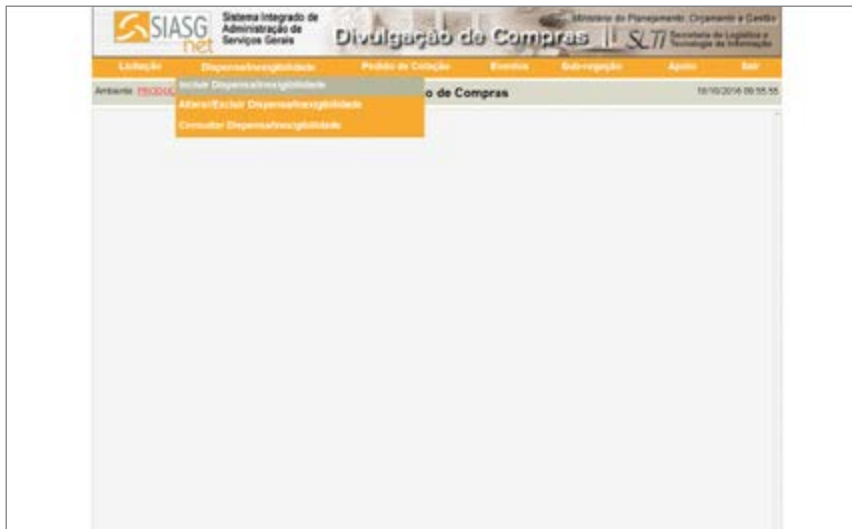 SIASG
net
Sistema Integrado de
Administração de
Serviços Gerais
Divulgação de Compras
Ministério do Planejamento, Orçamento e Gestão
SLTI
Secretaria de Logística e
Tecnologia da Informação
Licitação Dispensa/Inexigibilidade Pedido de Cotação Eventos Sub-rogação Apoio Sair
Incluir Dispensa/Inexigibilidade
Ambiente: PRODUÇ
o de Compras
18/10/2016 09:55:55
Alterar/Excluir Dispensa/Inexigibilidade
Consultar Dispensa/Inexigibilidade